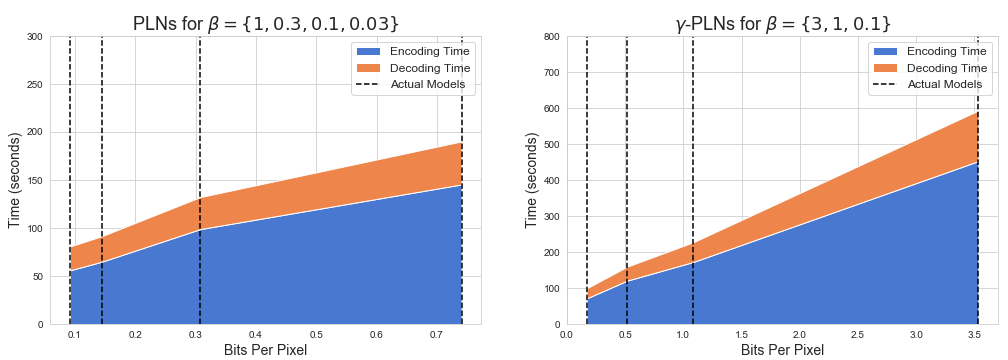 PLNs for β = {1, 0.3, 0.1, 0.03}
300
250
200
150
100
50
0
Time (seconds)
Encoding Time
Decoding Time
Actual Models
0.1
0.2
0.3
0.4
0.5
0.6
0.7
Bits Per Pixel
γ-PLNs for β = {3, 1, 0.1}
800
700
600
500
400
300
200
100
0
Time (seconds)
Encoding Time
Decoding Time
Actual Models
0.0
0.5
1.0
1.5
2.0
2.5
3.0
3.5
Bits Per Pixel